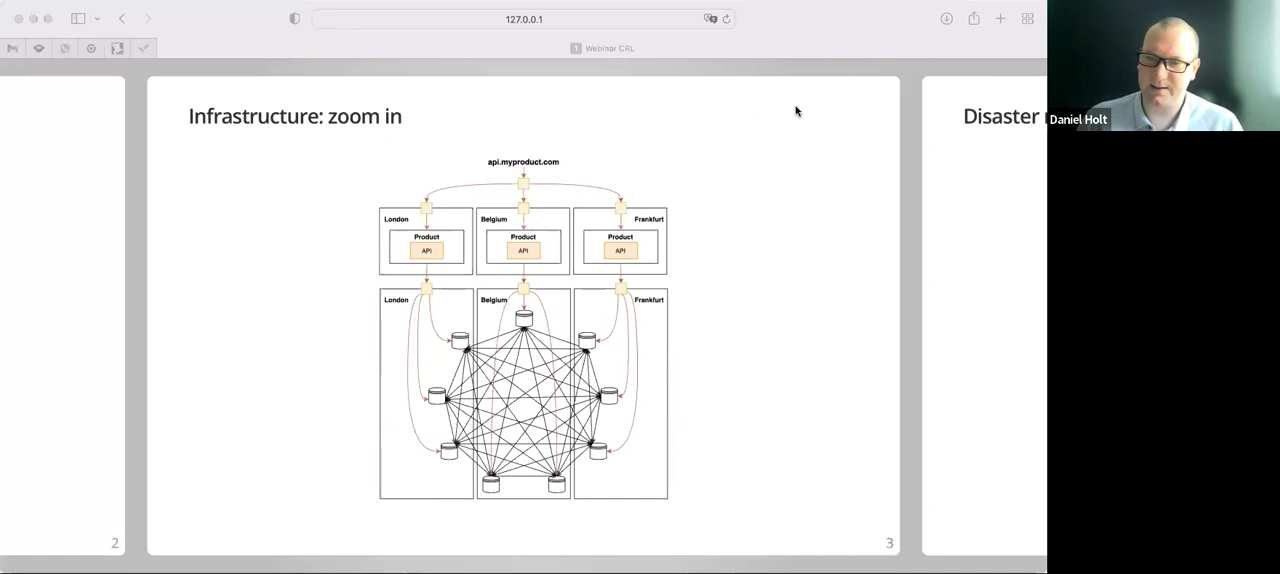 127.0.0.1
1 Webinar CRL
Infrastructure: zoom in
Disaster
Daniel Holt
api.myproduct.com
London
Belgium
Frankfurt
Product
Product
Product
API
API
API
London
Belgium
Frankfurt
2
3